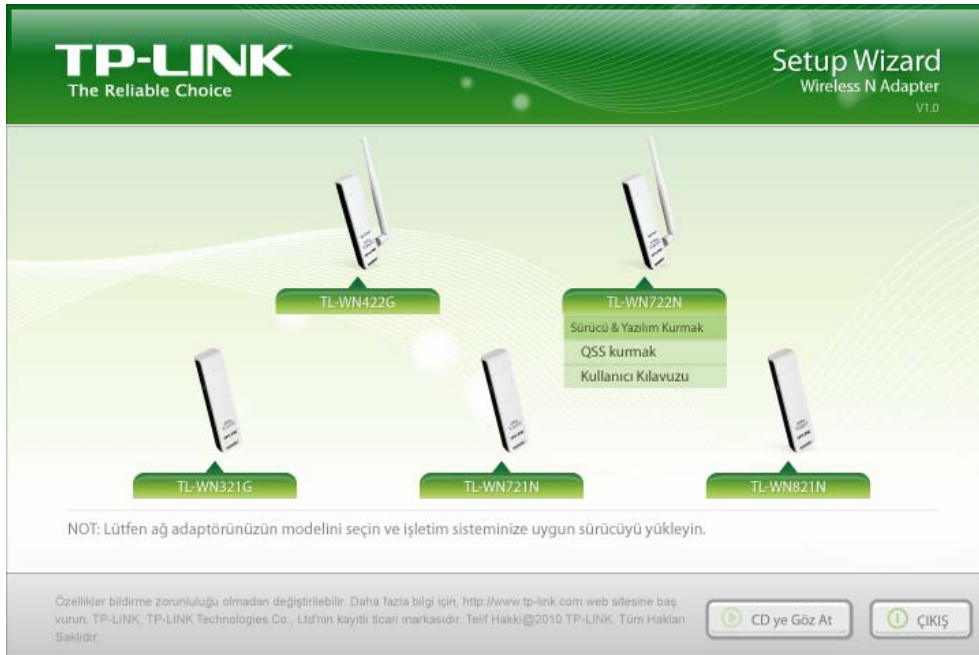 TP-LINK®
The Reliable Choice
Setup Wizard
Wireless N Adapter
V1.0
TL-WN422G
TL-WN722N
Sürücü & Yazılım Kurmak
QSS kurmak
Kullanıcı Kılavuzu
TL-WN321G
TL-WN721N
TL-WN821N
NOT: Lütfen ağ adaptörünüzün modelini seçin ve işletim sisteminize uygun sürücüyü yükleyin.
Özellikler bildirme zorunluluğu olmadan değiştirilebilir. Daha fazla bilgi için, http://www.tp-link.com web sitesine baş
vurun. TP-LINK, TP-LINK Technologies Co., Ltd'nin kayıtlı ticari markasıdır. Telif Hakkı@2010 TP-LINK. Tüm Hakları
Saklıdır.
CD ye Göz At
ÇIKIŞ